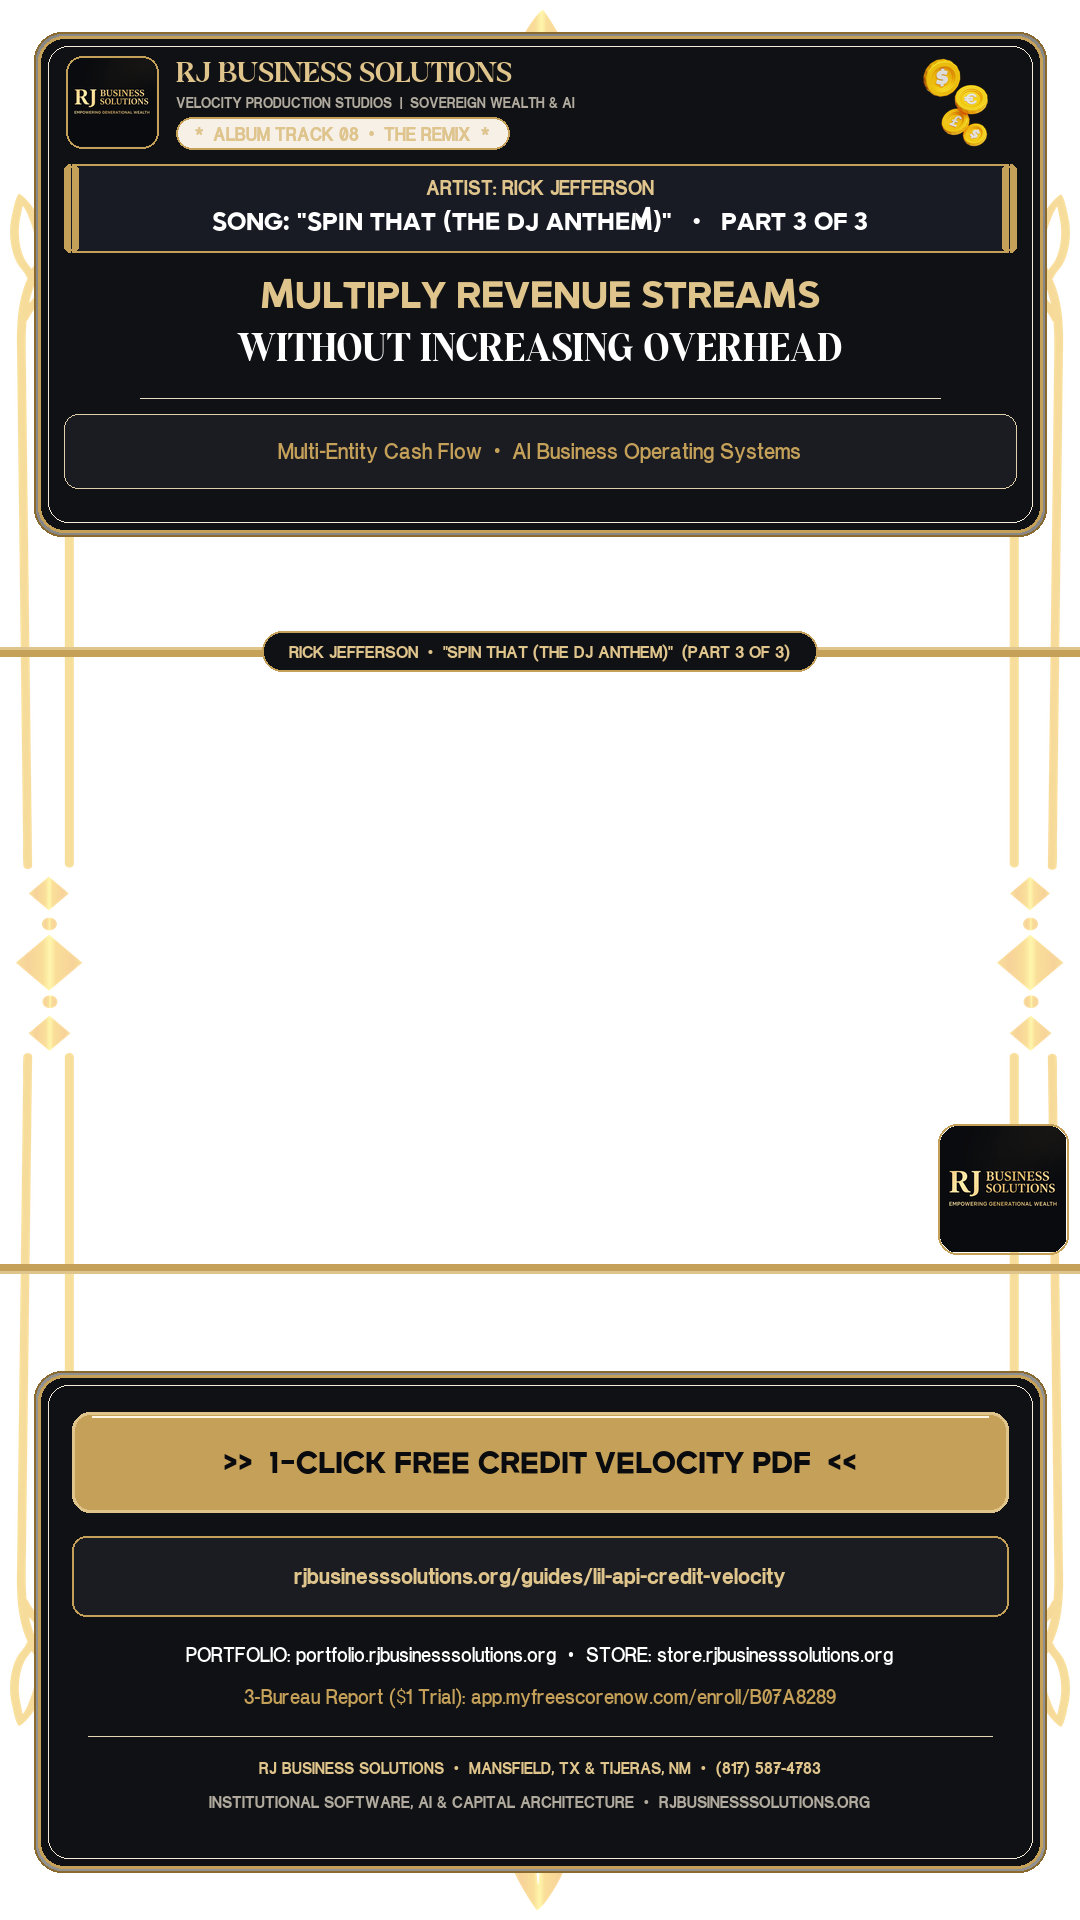 RJ BUSINESS SOLUTIONS
EMPOWERING GENERATIONAL WEALTH
RJ BUSINESS SOLUTIONS
VELOCITY PRODUCTION STUDIOS | SOVEREIGN WEALTH & AI
* ALBUM TRACK 08 • THE REMIX *
$
€
£
$
ARTIST: RICK JEFFERSON
SONG: "SPIN THAT (THE DJ ANTHEM)" • PART 3 OF 3
MULTIPLY REVENUE STREAMS
WITHOUT INCREASING OVERHEAD
Multi-Entity Cash Flow • AI Business Operating Systems
RICK JEFFERSON • "SPIN THAT (THE DJ ANTHEM)" (PART 3 OF 3)
RJ BUSINESS SOLUTIONS
EMPOWERING GENERATIONAL WEALTH
>> 1-CLICK FREE CREDIT VELOCITY PDF <<
rjbusinesssolutions.org/guides/lil-api-credit-velocity
PORTFOLIO: portfolio.rjbusinesssolutions.org • STORE: store.rjbusinesssolutions.org
3-Bureau Report ($1 Trial): app.myfreescorenow.com/enroll/B07A8289
RJ BUSINESS SOLUTIONS • MANSFIELD, TX & TIJERAS, NM • (817) 587-4783
INSTITUTIONAL SOFTWARE, AI & CAPITAL ARCHITECTURE • RJBUSINESSSOLUTIONS.ORG